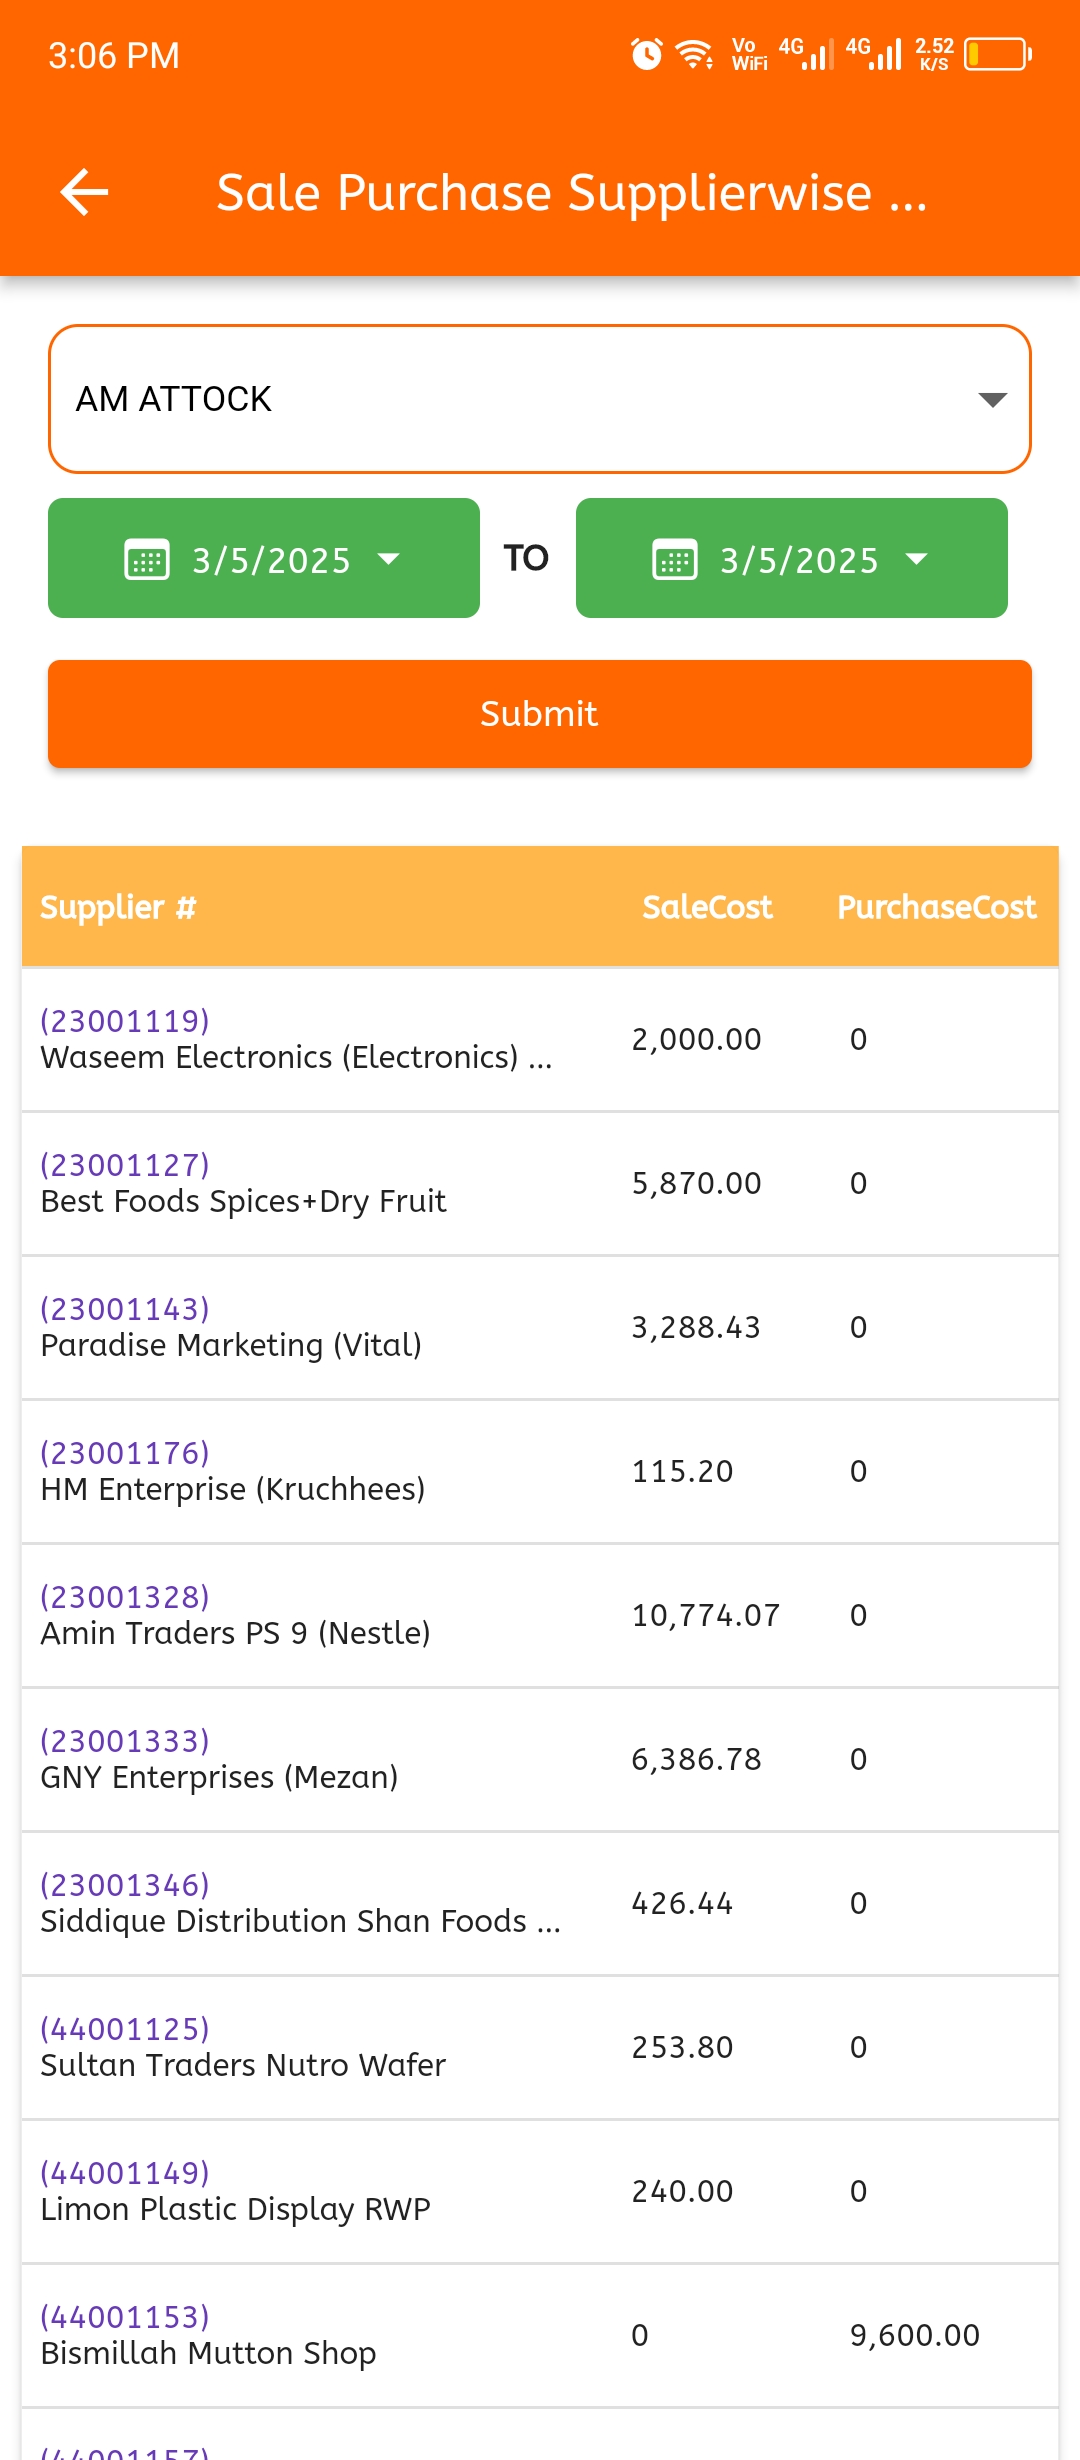 3:06 PM Vo WiFi 4G 4G 2.52 K/S
Sale Purchase Supplierwise ...
AM ATTOCK
3/5/2025 TO 3/5/2025
Submit
Supplier # SaleCost PurchaseCost
(23001119)
Waseem Electronics (Electronics) ... 2,000.00 0
(23001127)
Best Foods Spices+Dry Fruit 5,870.00 0
(23001143)
Paradise Marketing (Vital) 3,288.43 0
(23001176)
HM Enterprise (Kruchhees) 115.20 0
(23001328)
Amin Traders PS 9 (Nestle) 10,774.07 0
(23001333)
GNY Enterprises (Mezan) 6,386.78 0
(23001346)
Siddique Distribution Shan Foods ... 426.44 0
(44001125)
Sultan Traders Nutro Wafer 253.80 0
(44001149)
Limon Plastic Display RWP 240.00 0
(44001153)
Bismillah Mutton Shop 0 9,600.00
(44001157)